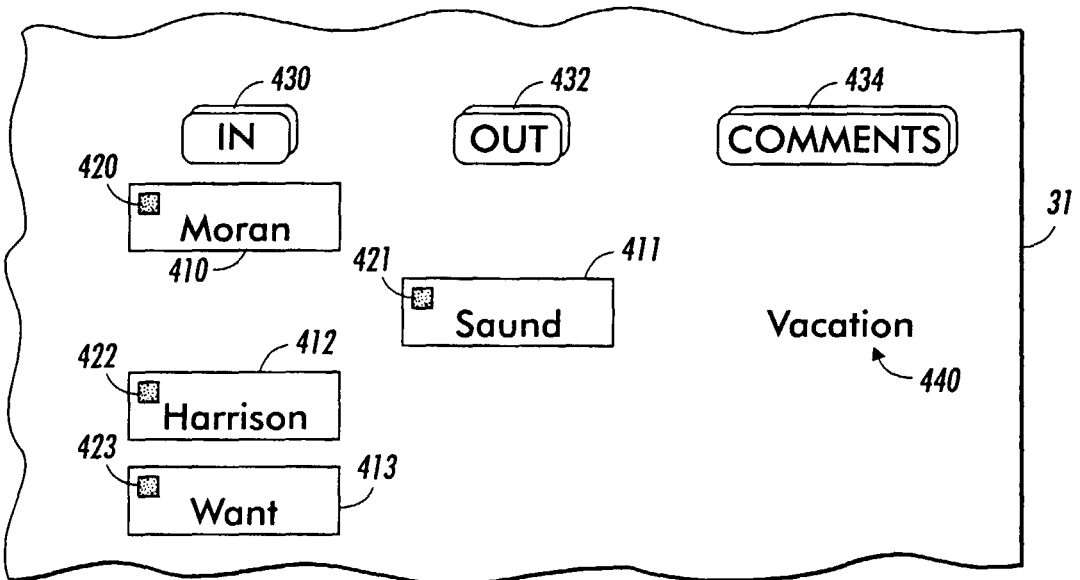 430 432 434
IN OUT COMMENTS
420
Moran
410
31
421 411
Saund
Vacation
440
422 412
Harrison
423
Want 413